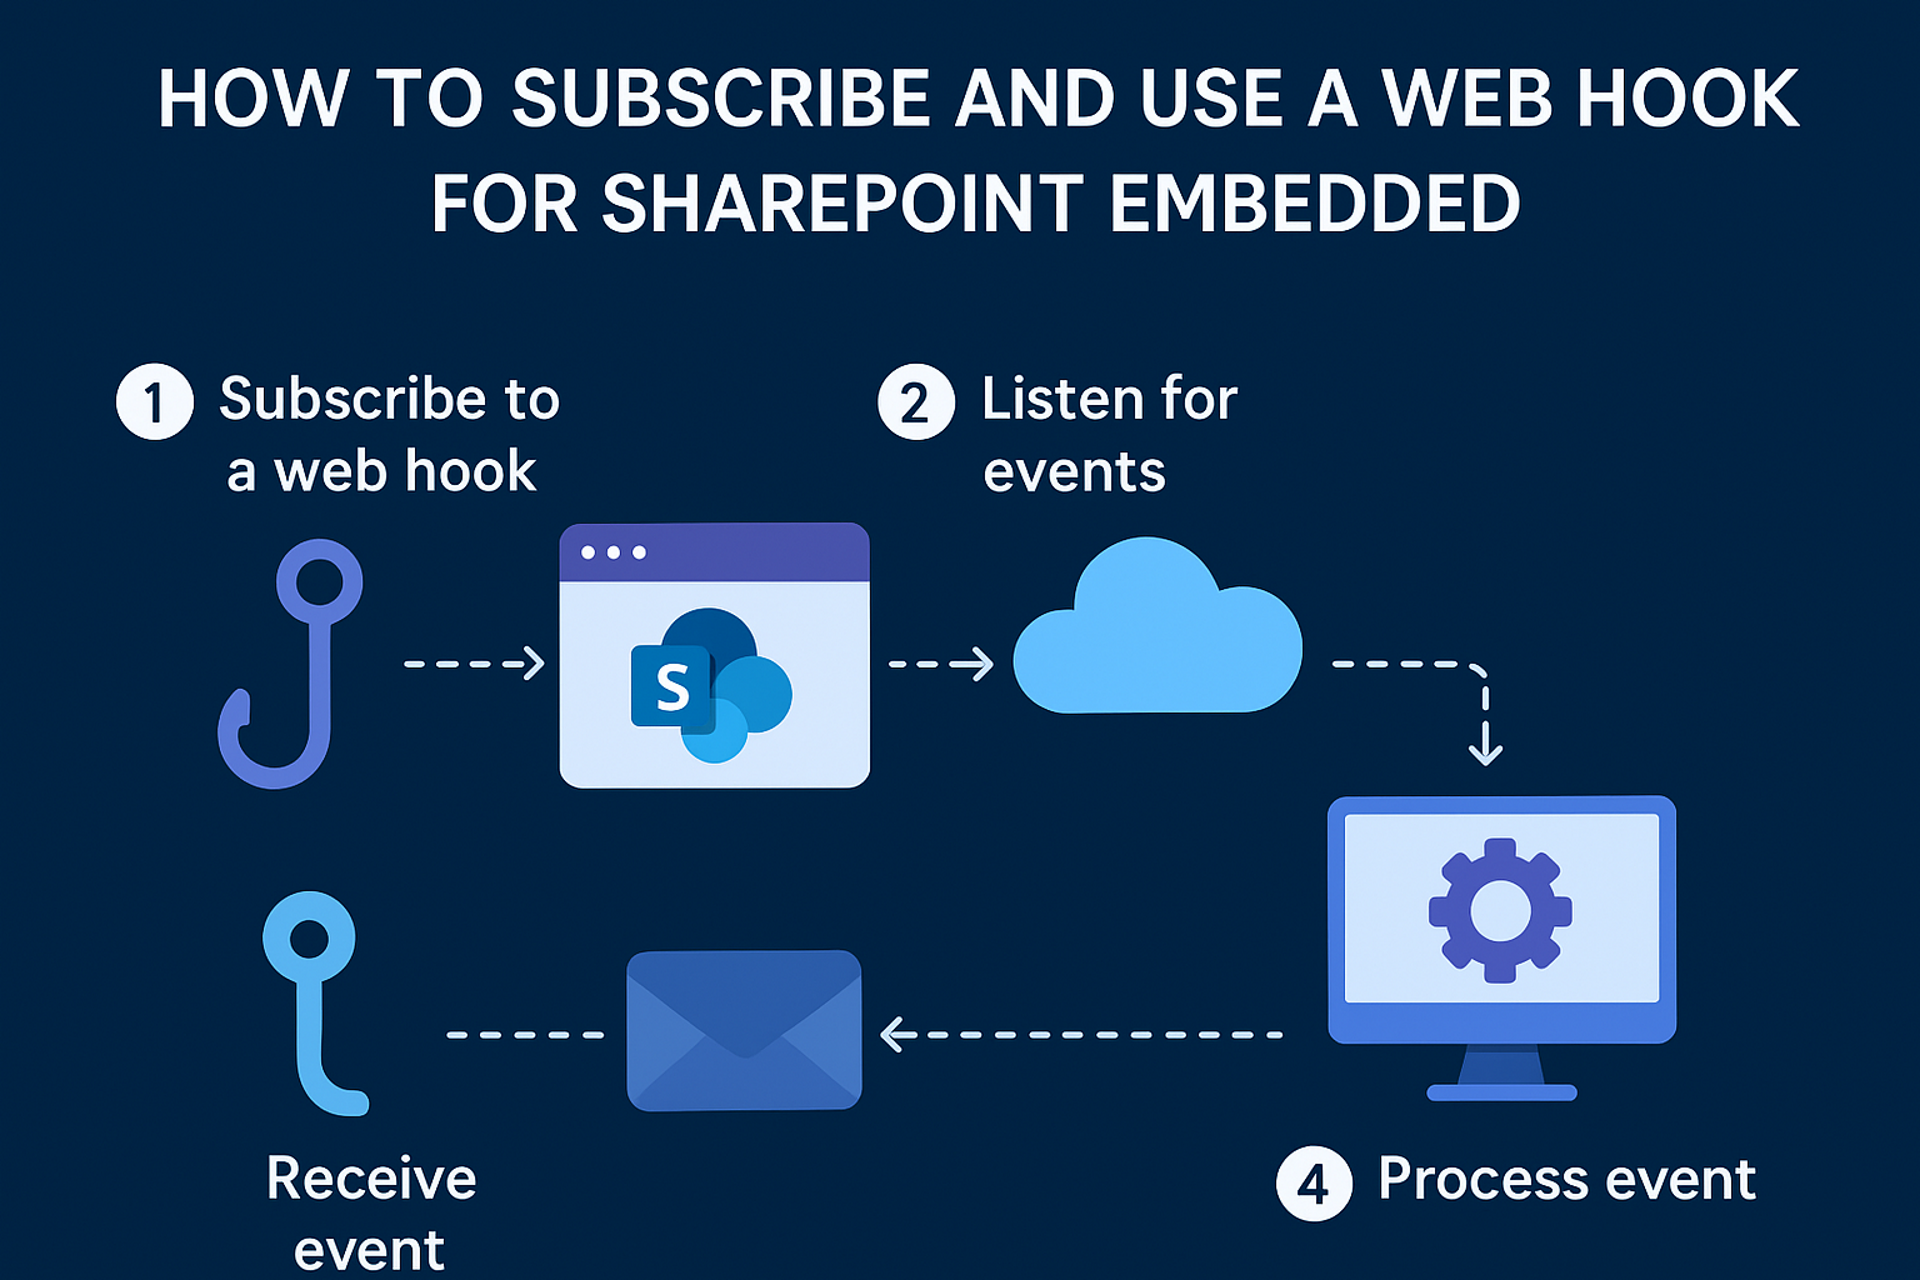 HOW TO SUBSCRIBE AND USE A WEB HOOK
FOR SHAREPOINT EMBEDDED
1 Subscribe to
a web hook
2 Listen for
events
S
Receive
event
4 Process event